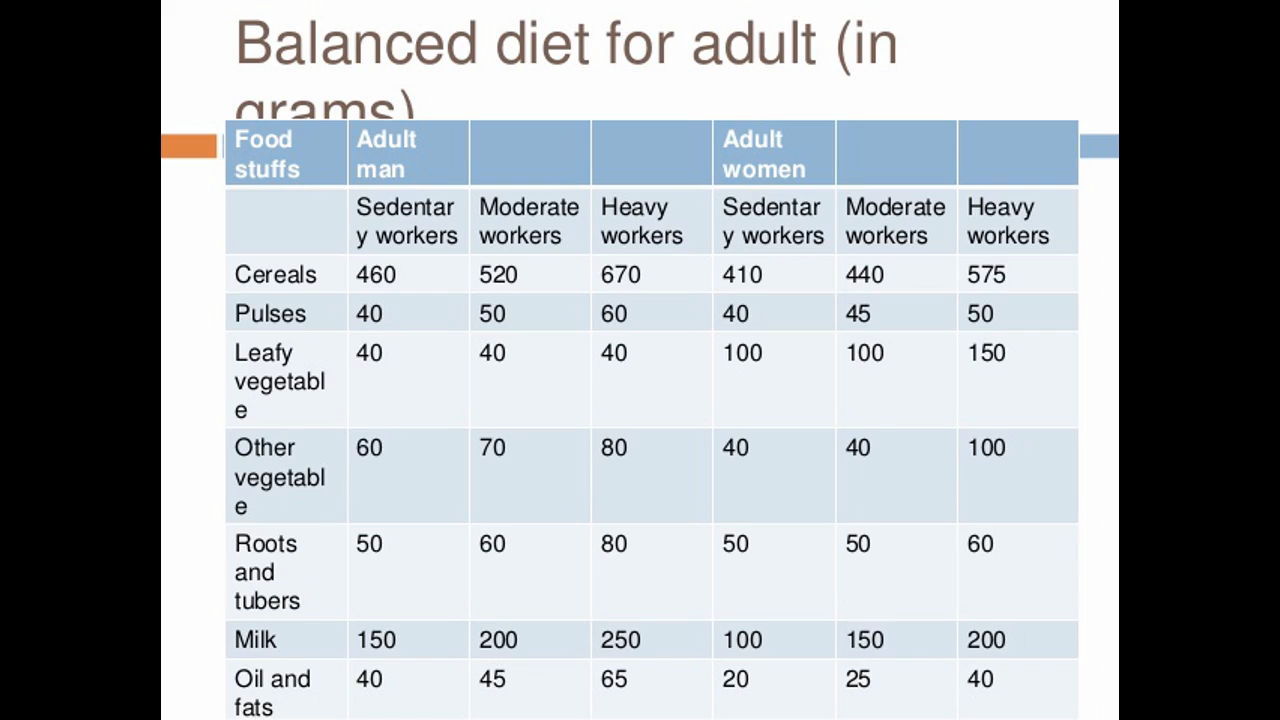 Balanced diet for adult (in
grams)
Food stuffs Adult man Adult women
Sedentary workers Moderate workers Heavy workers Sedentary workers Moderate workers Heavy workers
Cereals 460 520 670 410 440 575
Pulses 40 50 60 40 45 50
Leafy vegetable 40 40 40 100 100 150
Other vegetable 60 70 80 40 40 100
Roots and tubers 50 60 80 50 50 60
Milk 150 200 250 100 150 200
Oil and fats 40 45 65 20 25 40